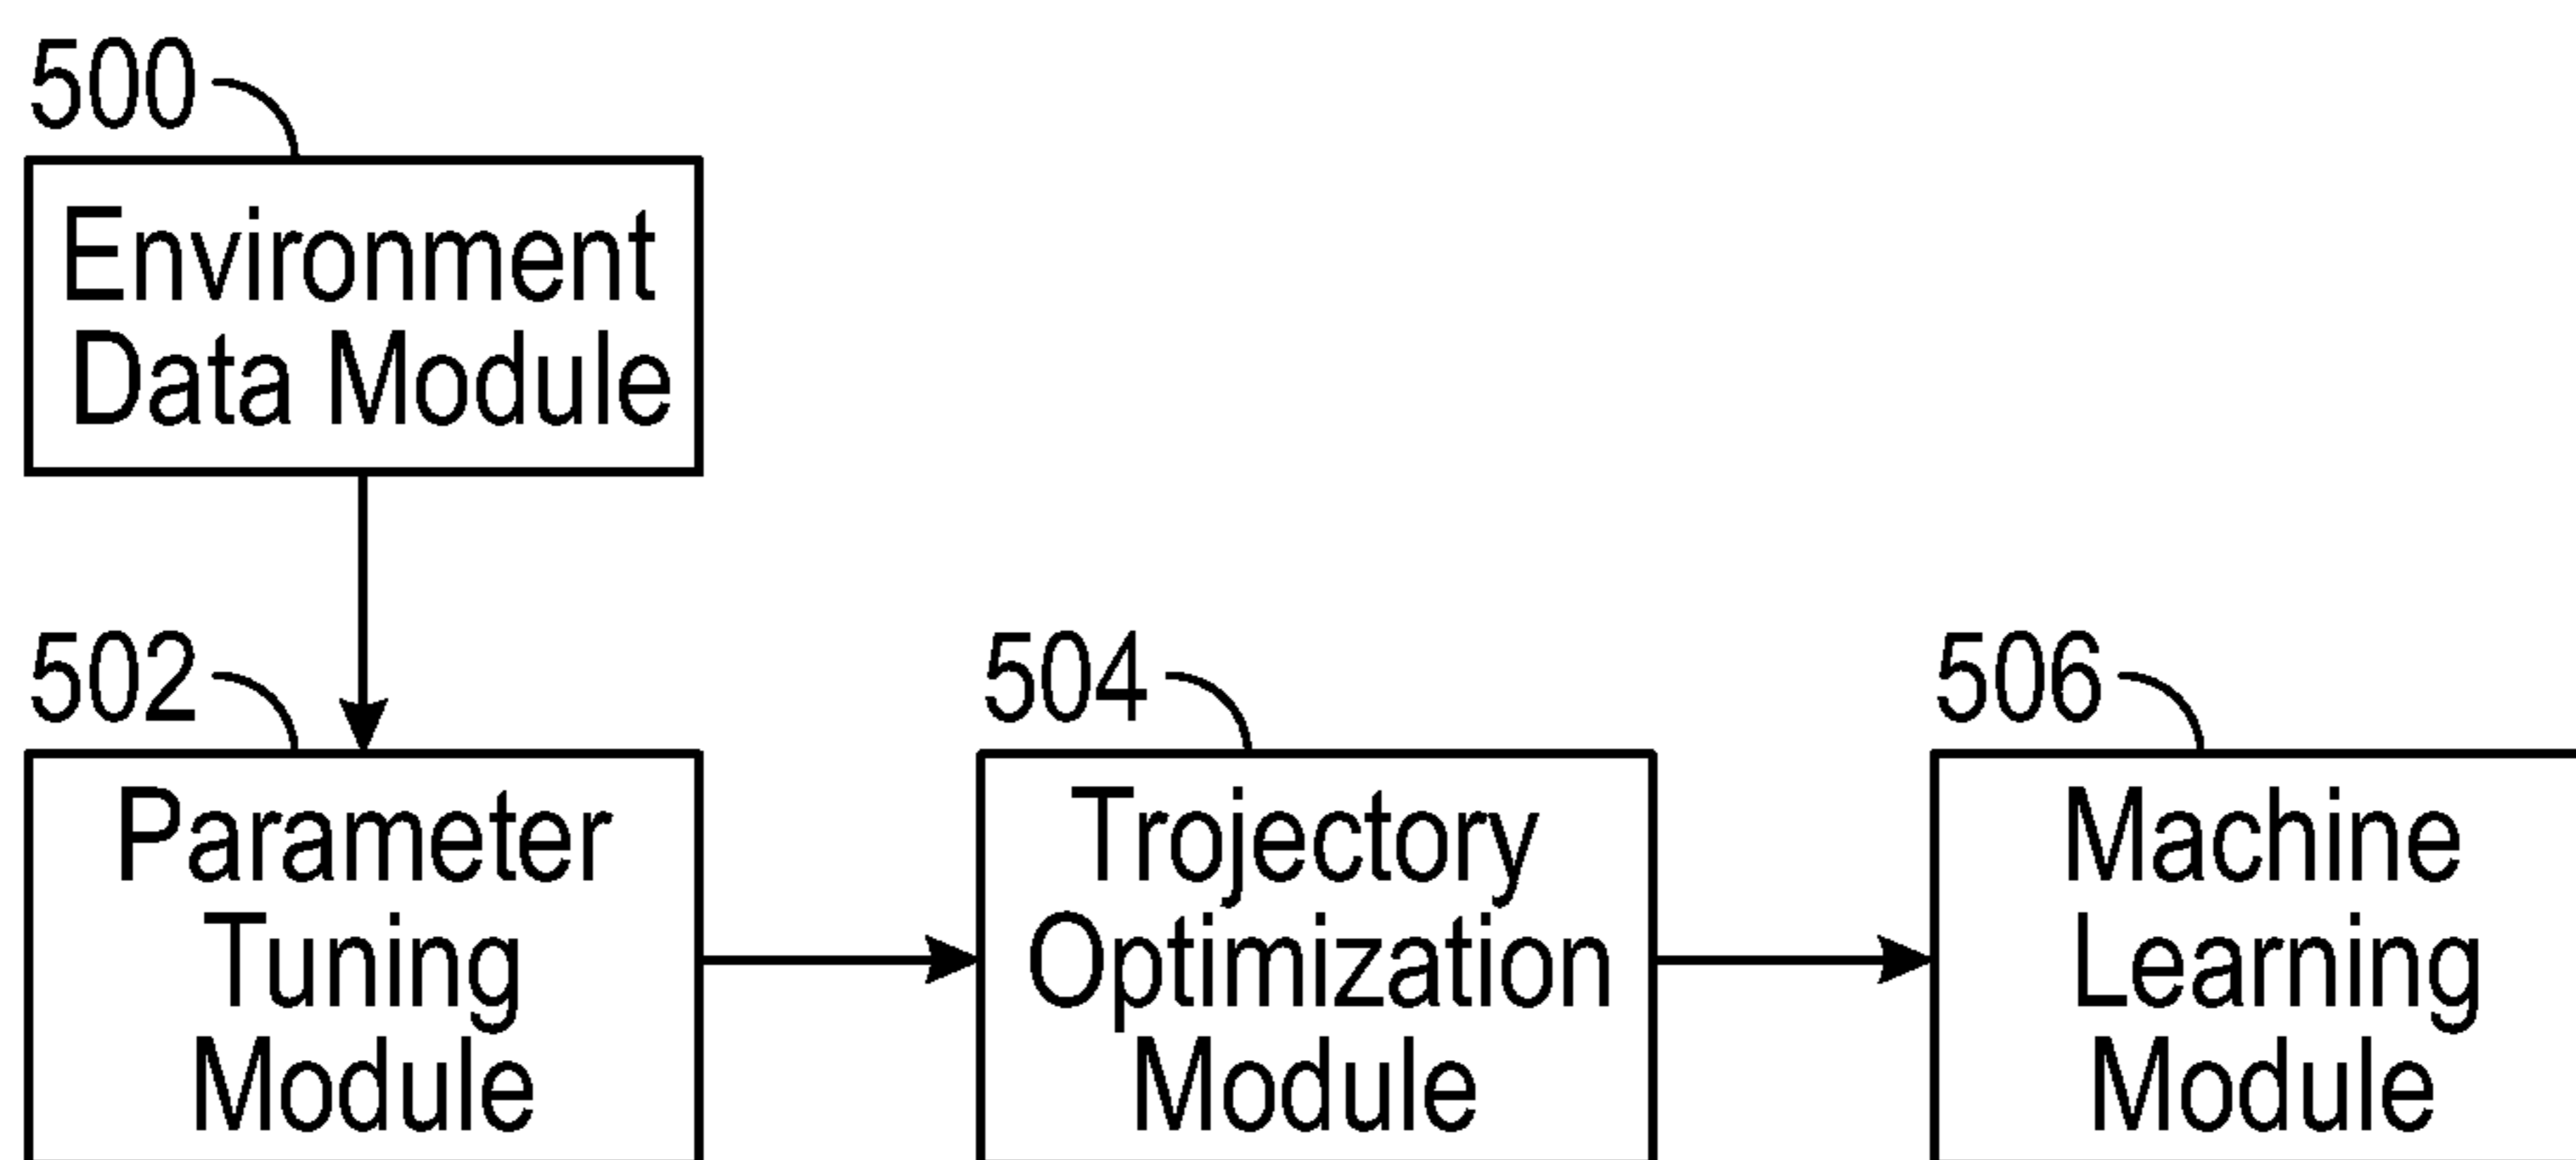 500
Environment
Data Module
502
Parameter
Tuning
Module
504
Trojectory
Optimization
Module
506
Machine
Learning
Module